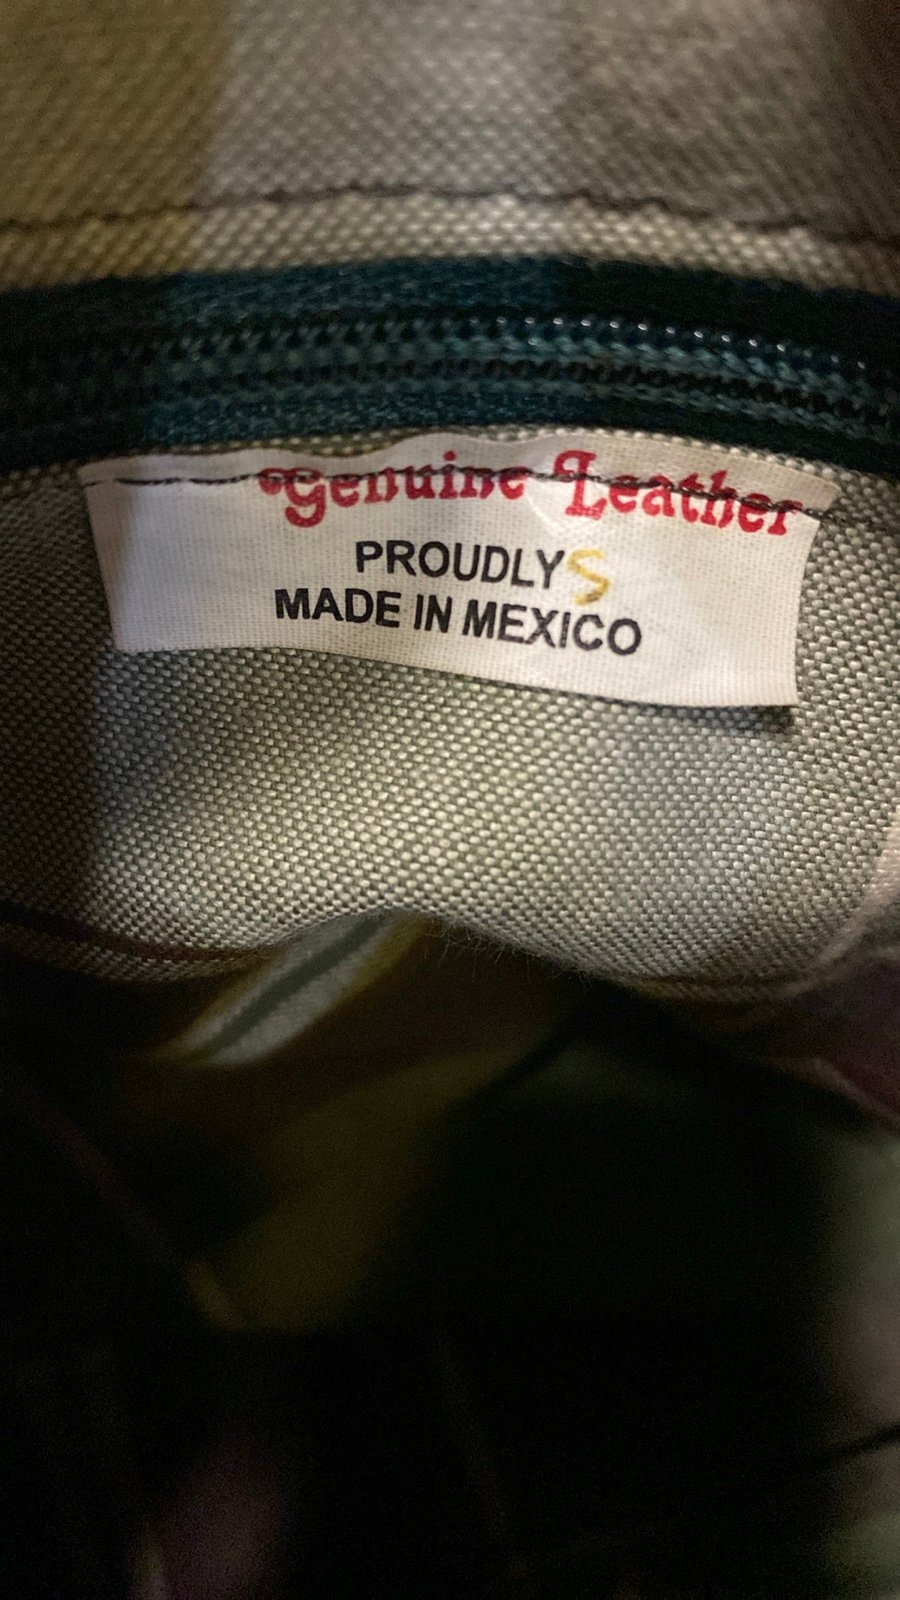 Genuine Leather
PROUDLY S
MADE IN MEXICO